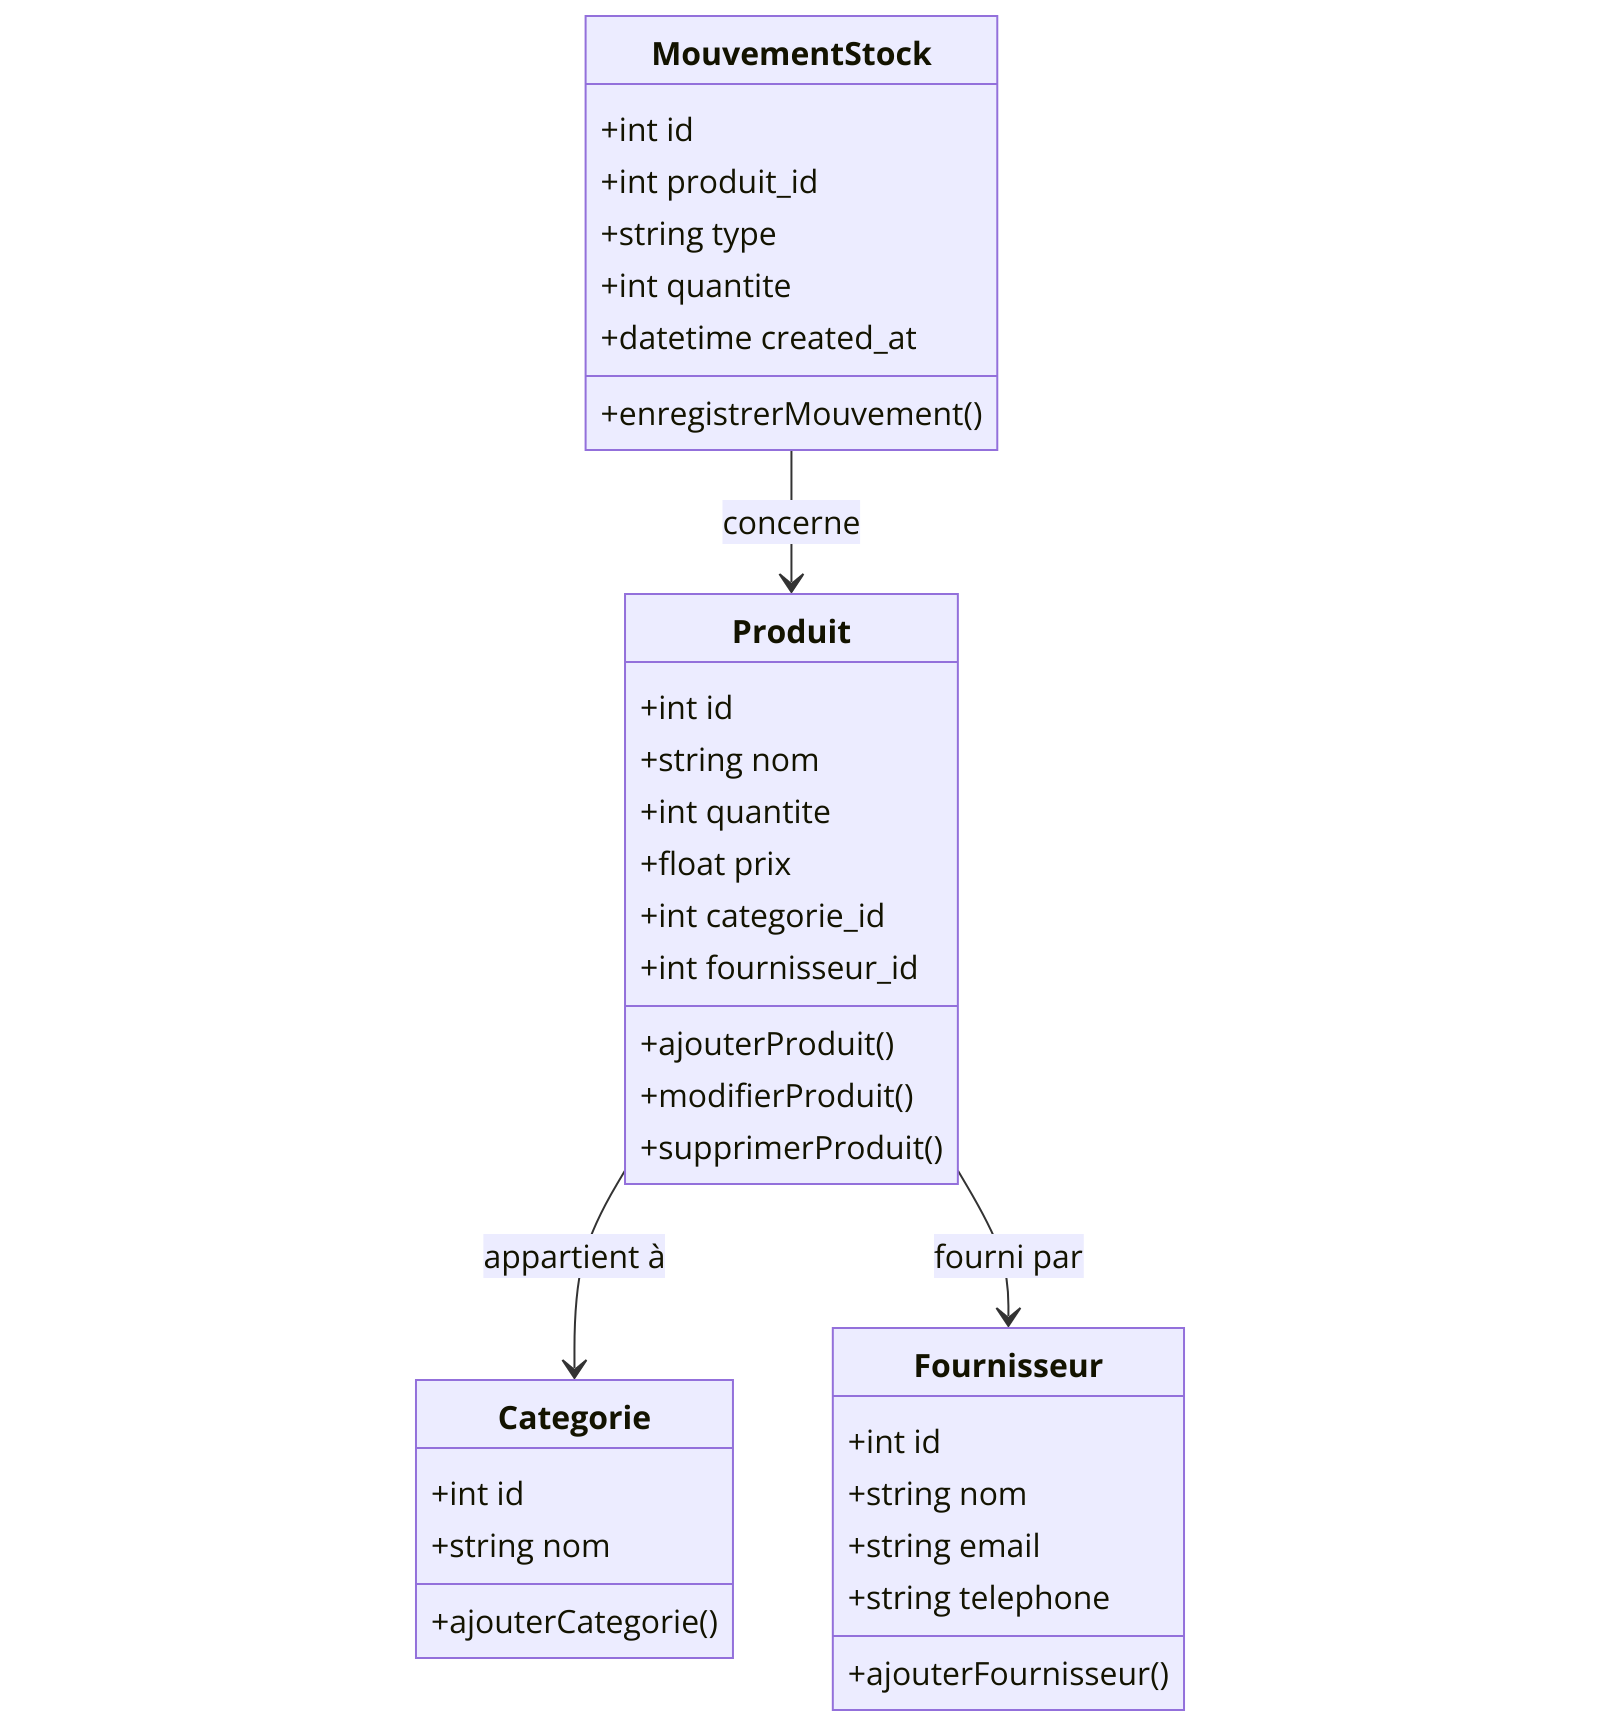 MouvementStock
+int id
+int produit_id
+string type
+int quantite
+datetime created_at
+enregistrerMouvement()
concerne
Produit
+int id
+string nom
+int quantite
+float prix
+int categorie_id
+int fournisseur_id
+ajouterProduit()
+modifierProduit()
+supprimerProduit()
appartient à
fourni par
Categorie
+int id
+string nom
+ajouterCategorie()
Fournisseur
+int id
+string nom
+string email
+string telephone
+ajouterFournisseur()